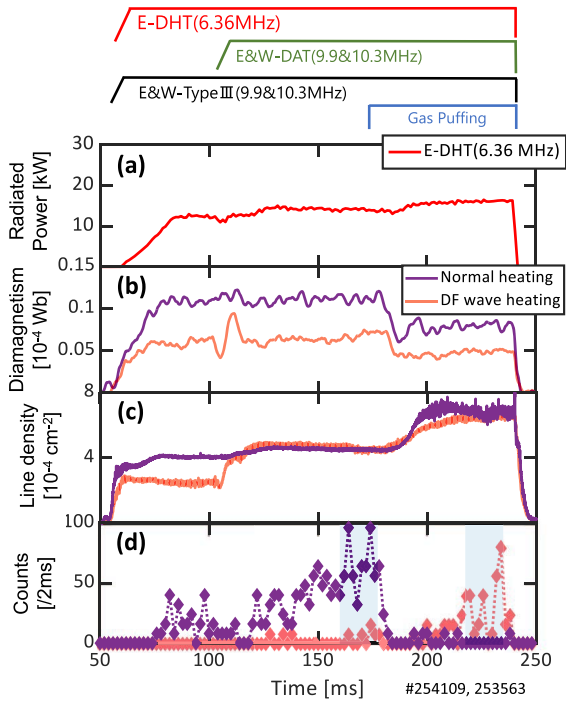 E-DHT(6.36MHz)
E&W-DAT(9.9&10.3MHz)
E&W-TypeⅢ(9.9&10.3MHz)
Gas Puffing
30
(a)
E-DHT(6.36 MHz)
20
Radiated
Power [kW]
10
0.15
(b)
Normal heating
DF wave heating
0.1
Diamagnetism
[10-4 Wb]
0.05
8
(c)
Line density
[10-4 cm-2]
4
100
(d)
Counts
[/2ms]
50
0
50 100 150 200 250
Time [ms]
#254109, 253563